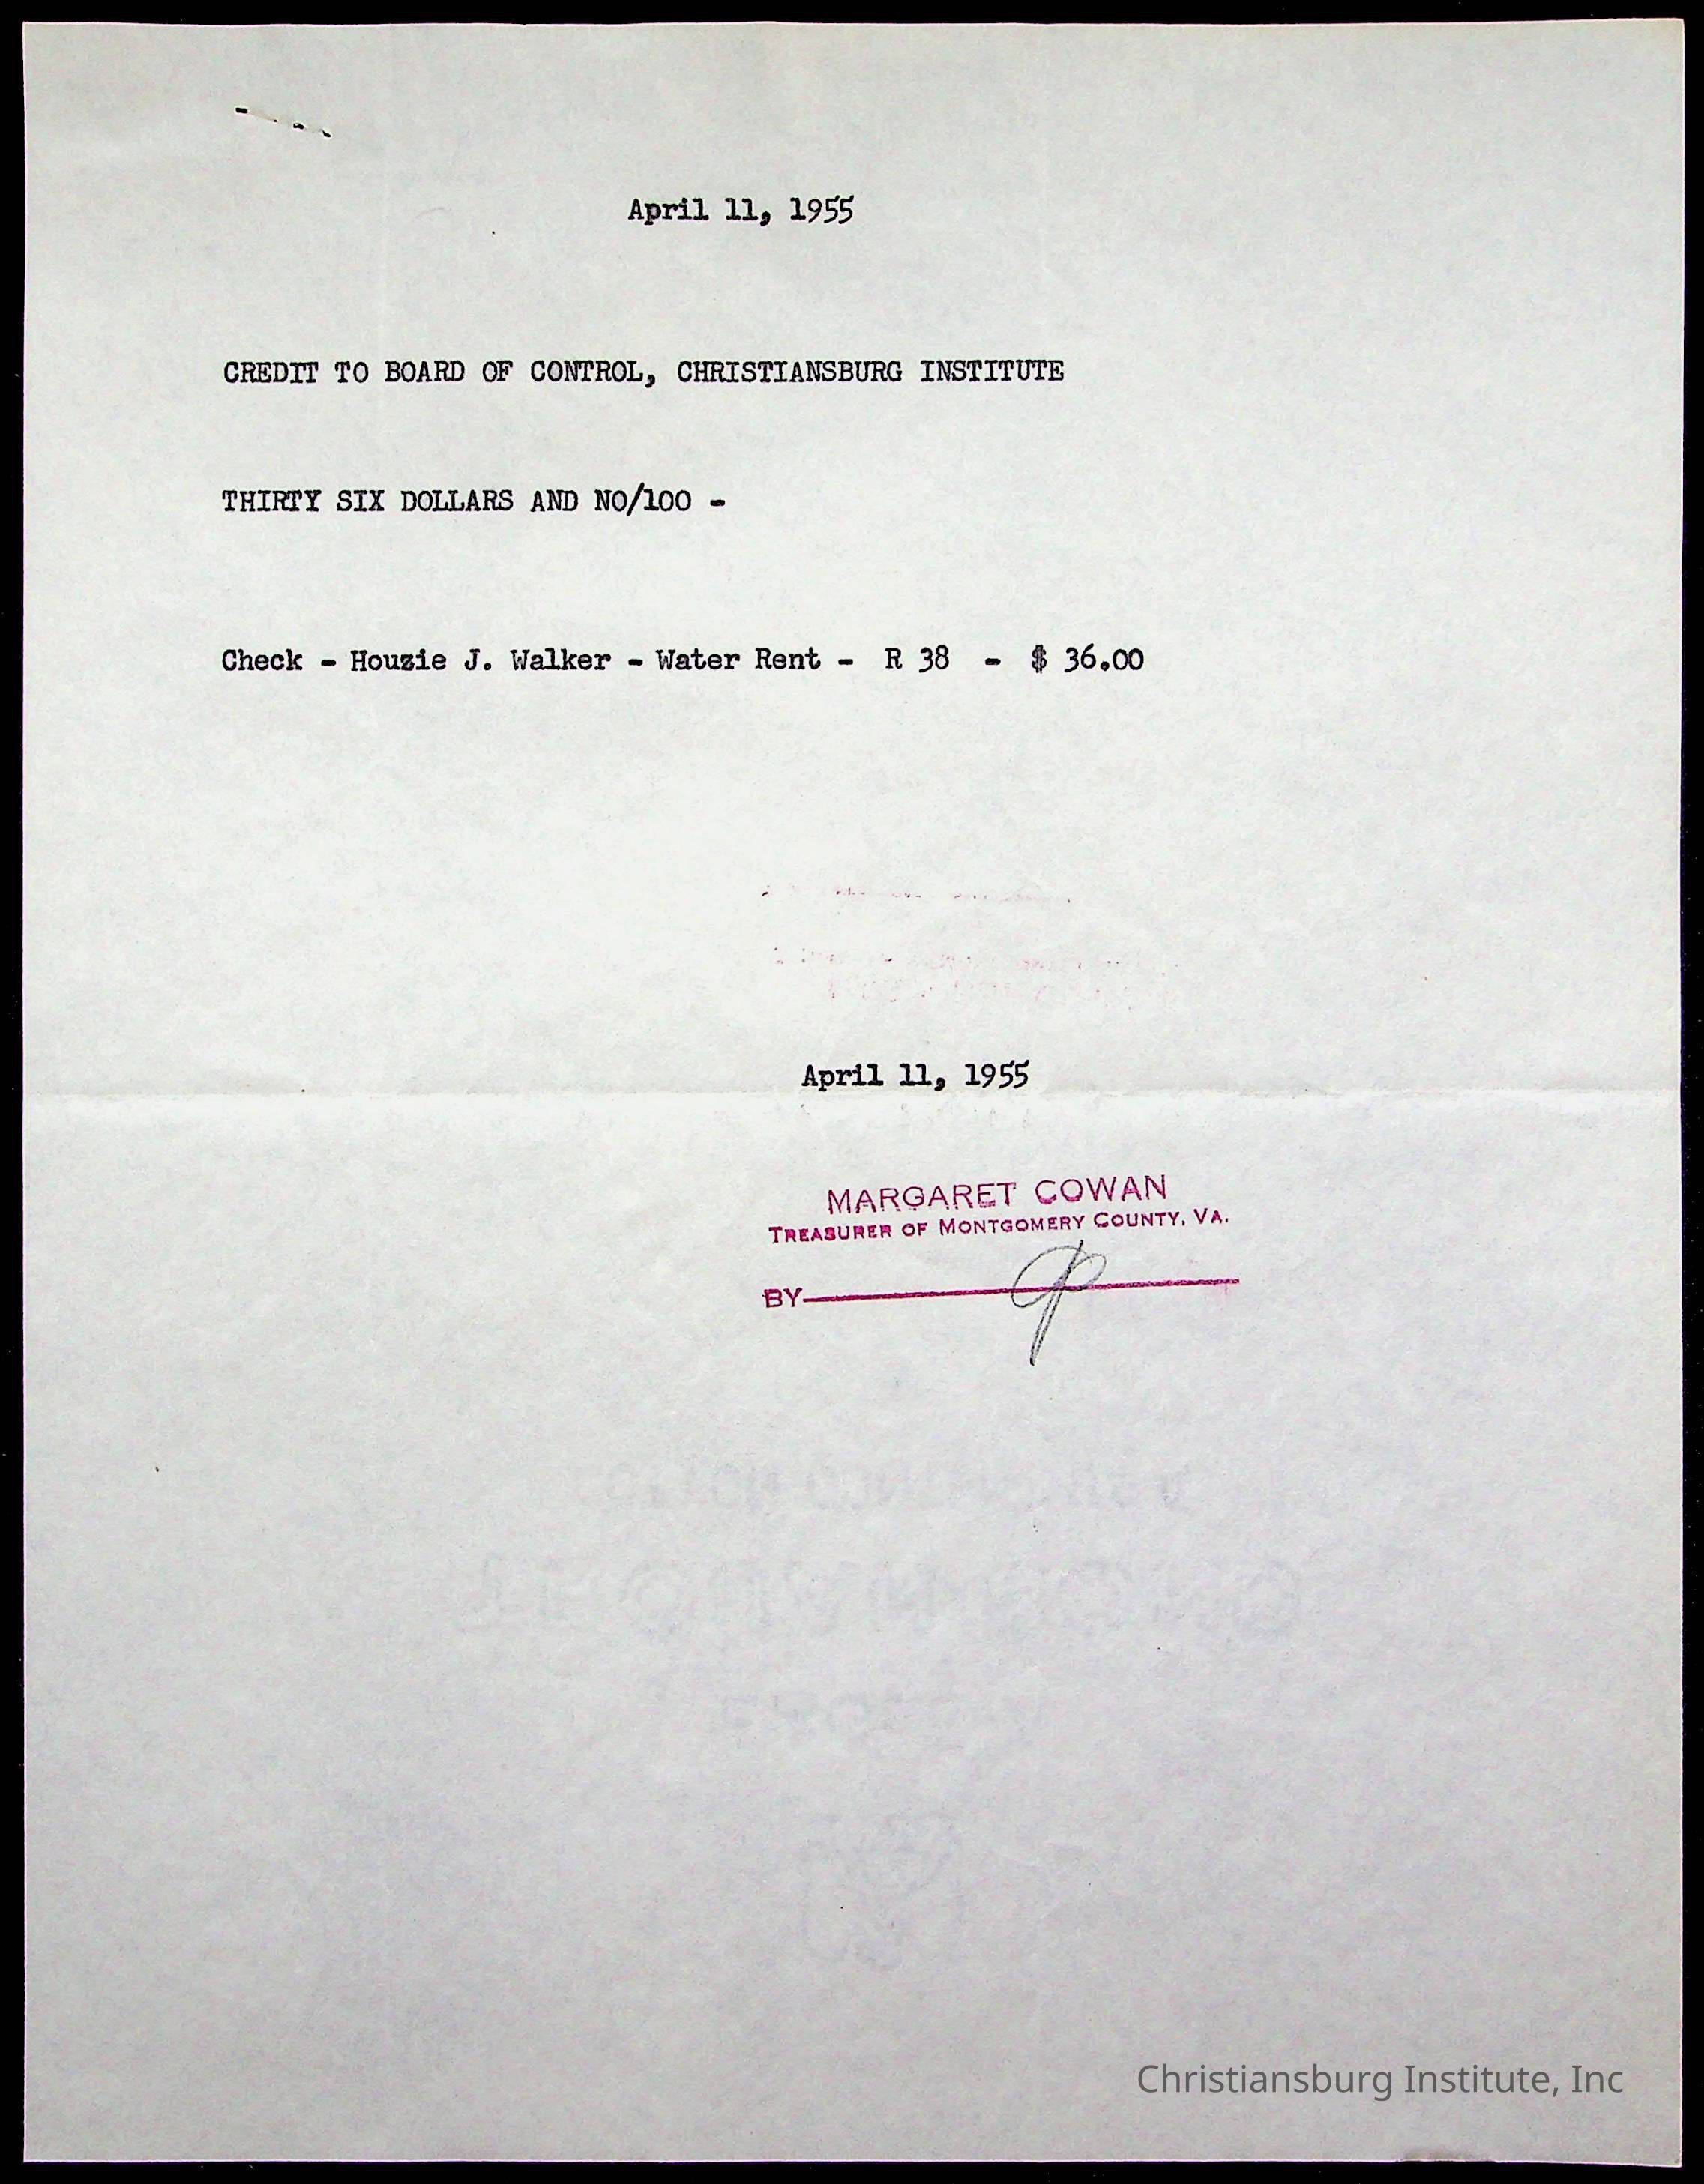 April 11, 1955
CREDIT TO BOARD OF CONTROL, CHRISTIANSBURG INSTITUTE
THIRTY SIX DOLLARS AND NO/100 -
Check - Houzie J. Walker - Water Rent - R 38 - $ 36.00
April 11, 1955
MARGARET COWAN
TREASURER OF MONTGOMERY COUNTY, VA.
BY
Christiansburg Institute, Inc